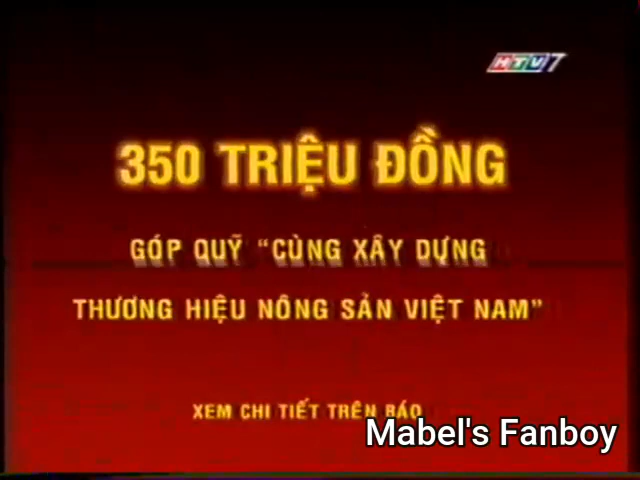 HTV7
350 TRIỆU ĐỒNG
GÓP QUỸ “CÙNG XÂY DỰNG
THƯƠNG HIỆU NÔNG SẢN VIỆT NAM”
XEM CHI TIẾT TRÊN BÁO
Mabel's Fanboy